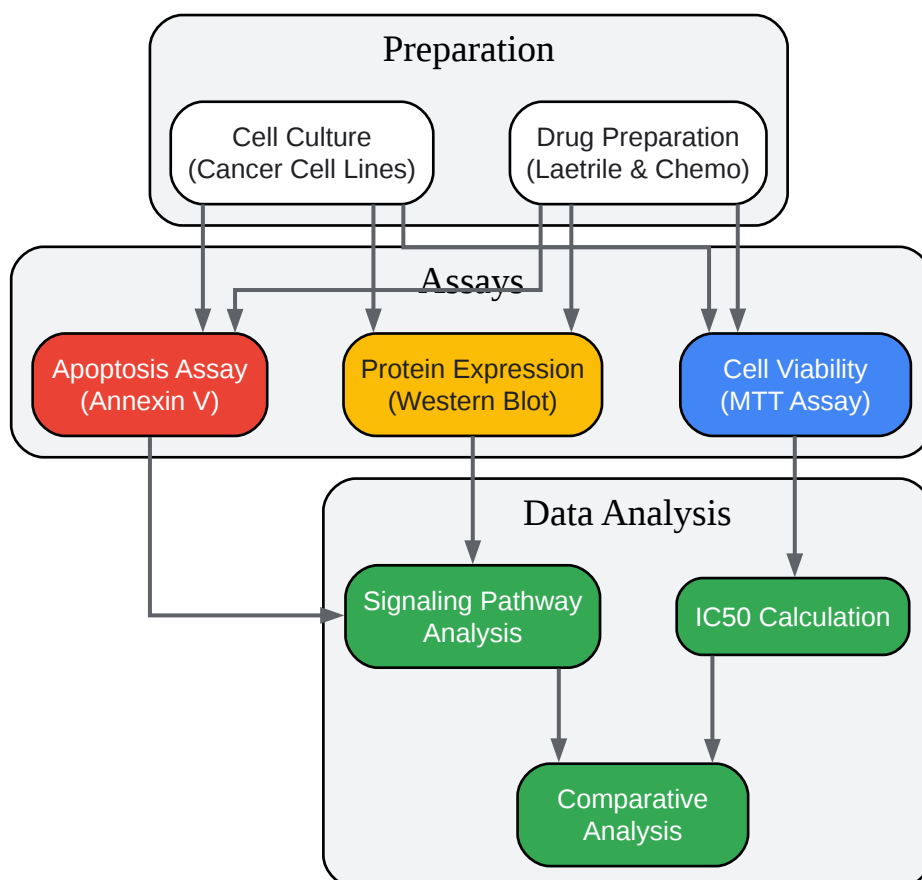 Preparation
Cell Culture
(Cancer Cell Lines)
Drug Preparation
(Laetrile & Chemo)
Assays
Apoptosis Assay
(Annexin V)
Protein Expression
(Western Blot)
Cell Viability
(MTT Assay)
Data Analysis
Signaling Pathway
Analysis
IC50 Calculation
Comparative
Analysis